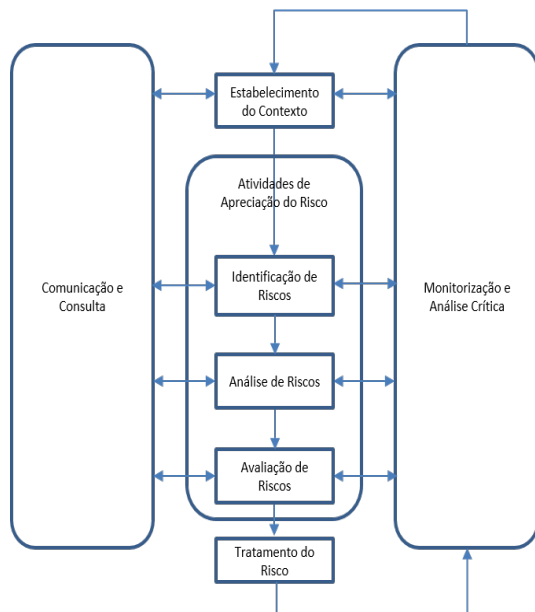 Estabelecimento
do Contexto
Atividades de
Apreciação do Risco
Comunicação e
Consulta
Identificação de
Riscos
Monitorização e
Análise Crítica
Análise de Riscos
Avaliação de
Riscos
Tratamento do
Risco